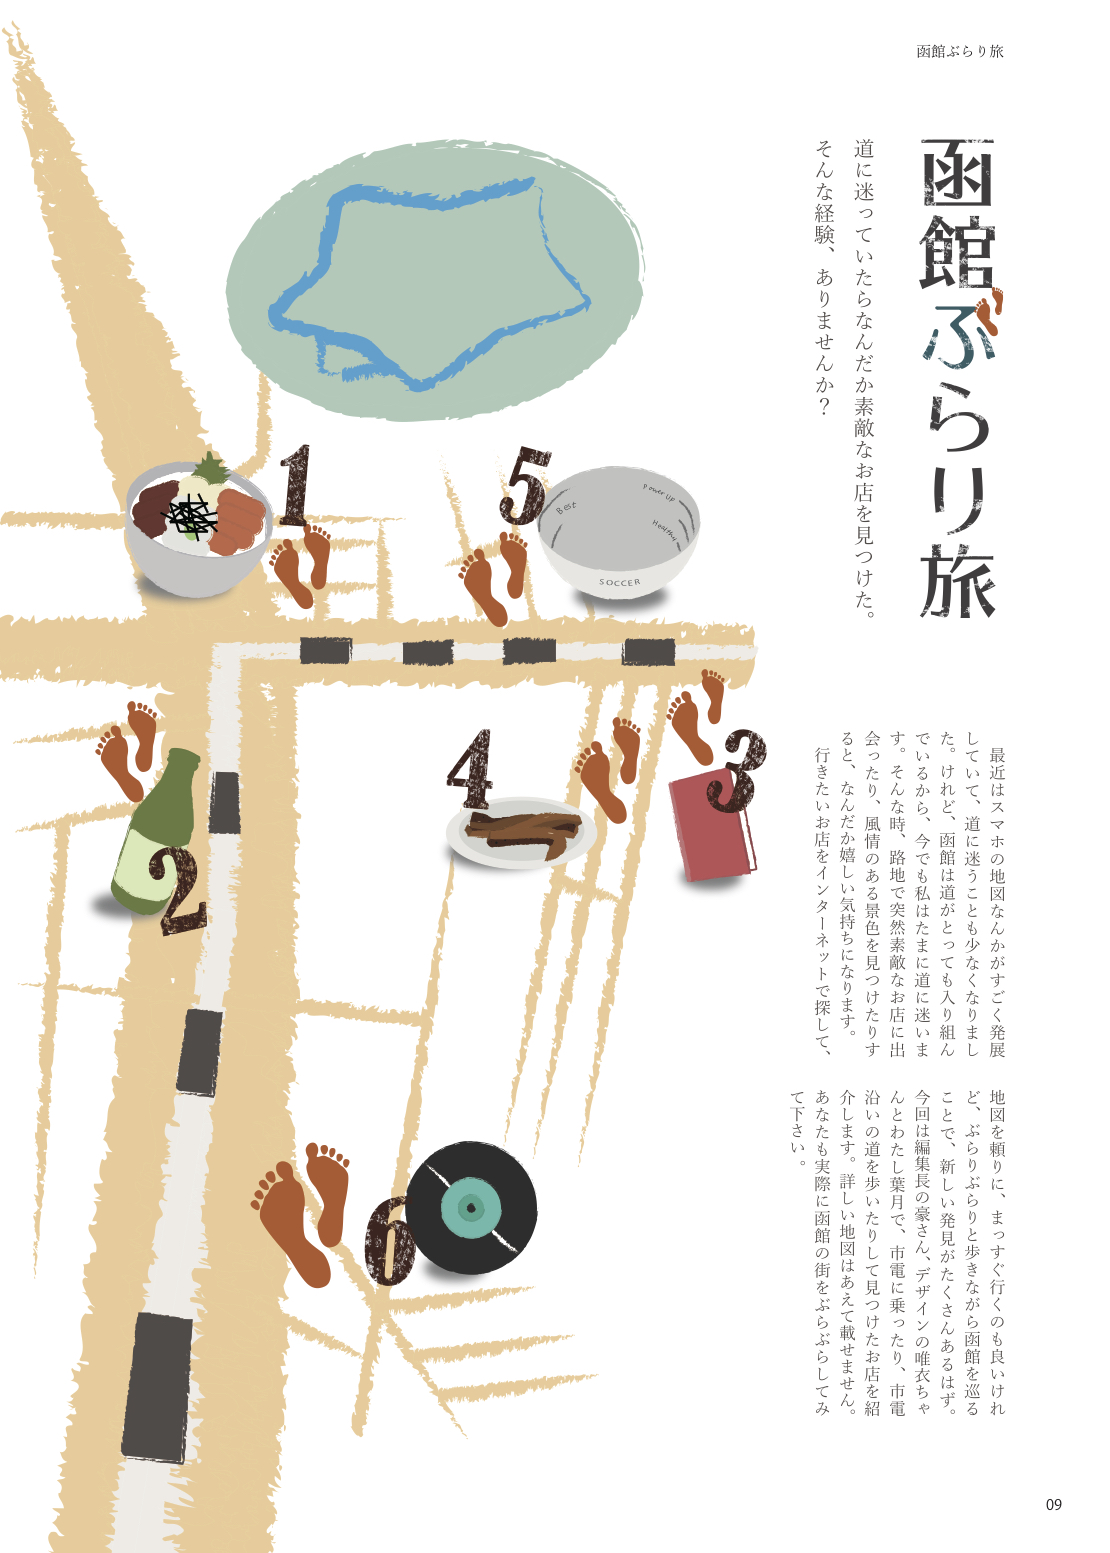 函館ぶらり旅
函館ぶらり旅
道に迷っていたらなんだか素敵なお店を見つけた。
そんな経験、ありませんか？
最近はスマホの地図なんかがすごく発展
していて、道に迷うことも少なくなりまし
た。けれど、函館は道がとっても入り組ん
でいるから、今でも私はたまに道に迷いま
す。そんな時、路地で突然素敵なお店に出
会ったり、風情のある景色を見つけたりす
ると、なんだか嬉しい気持ちになります。
行きたいお店をインターネットで探して、
地図を頼りに、まっすぐ行くのも良いけれ
ど、ぶらりぶらりと歩きながら函館を巡る
ことで、新しい発見がたくさんあるはず。
今回は編集長の豪さん、デザインの唯衣ちゃ
んとわたし葉月で、市電に乗ったり、市電
沿いの道を歩いたりして見つけたお店を紹
介します。詳しい地図はあえて載せません。
あなたも実際に函館の街をぶらぶらしてみ
て下さい。
1
5
Best
Power UP
Healthy
SOCCER
2
4
3
6
09